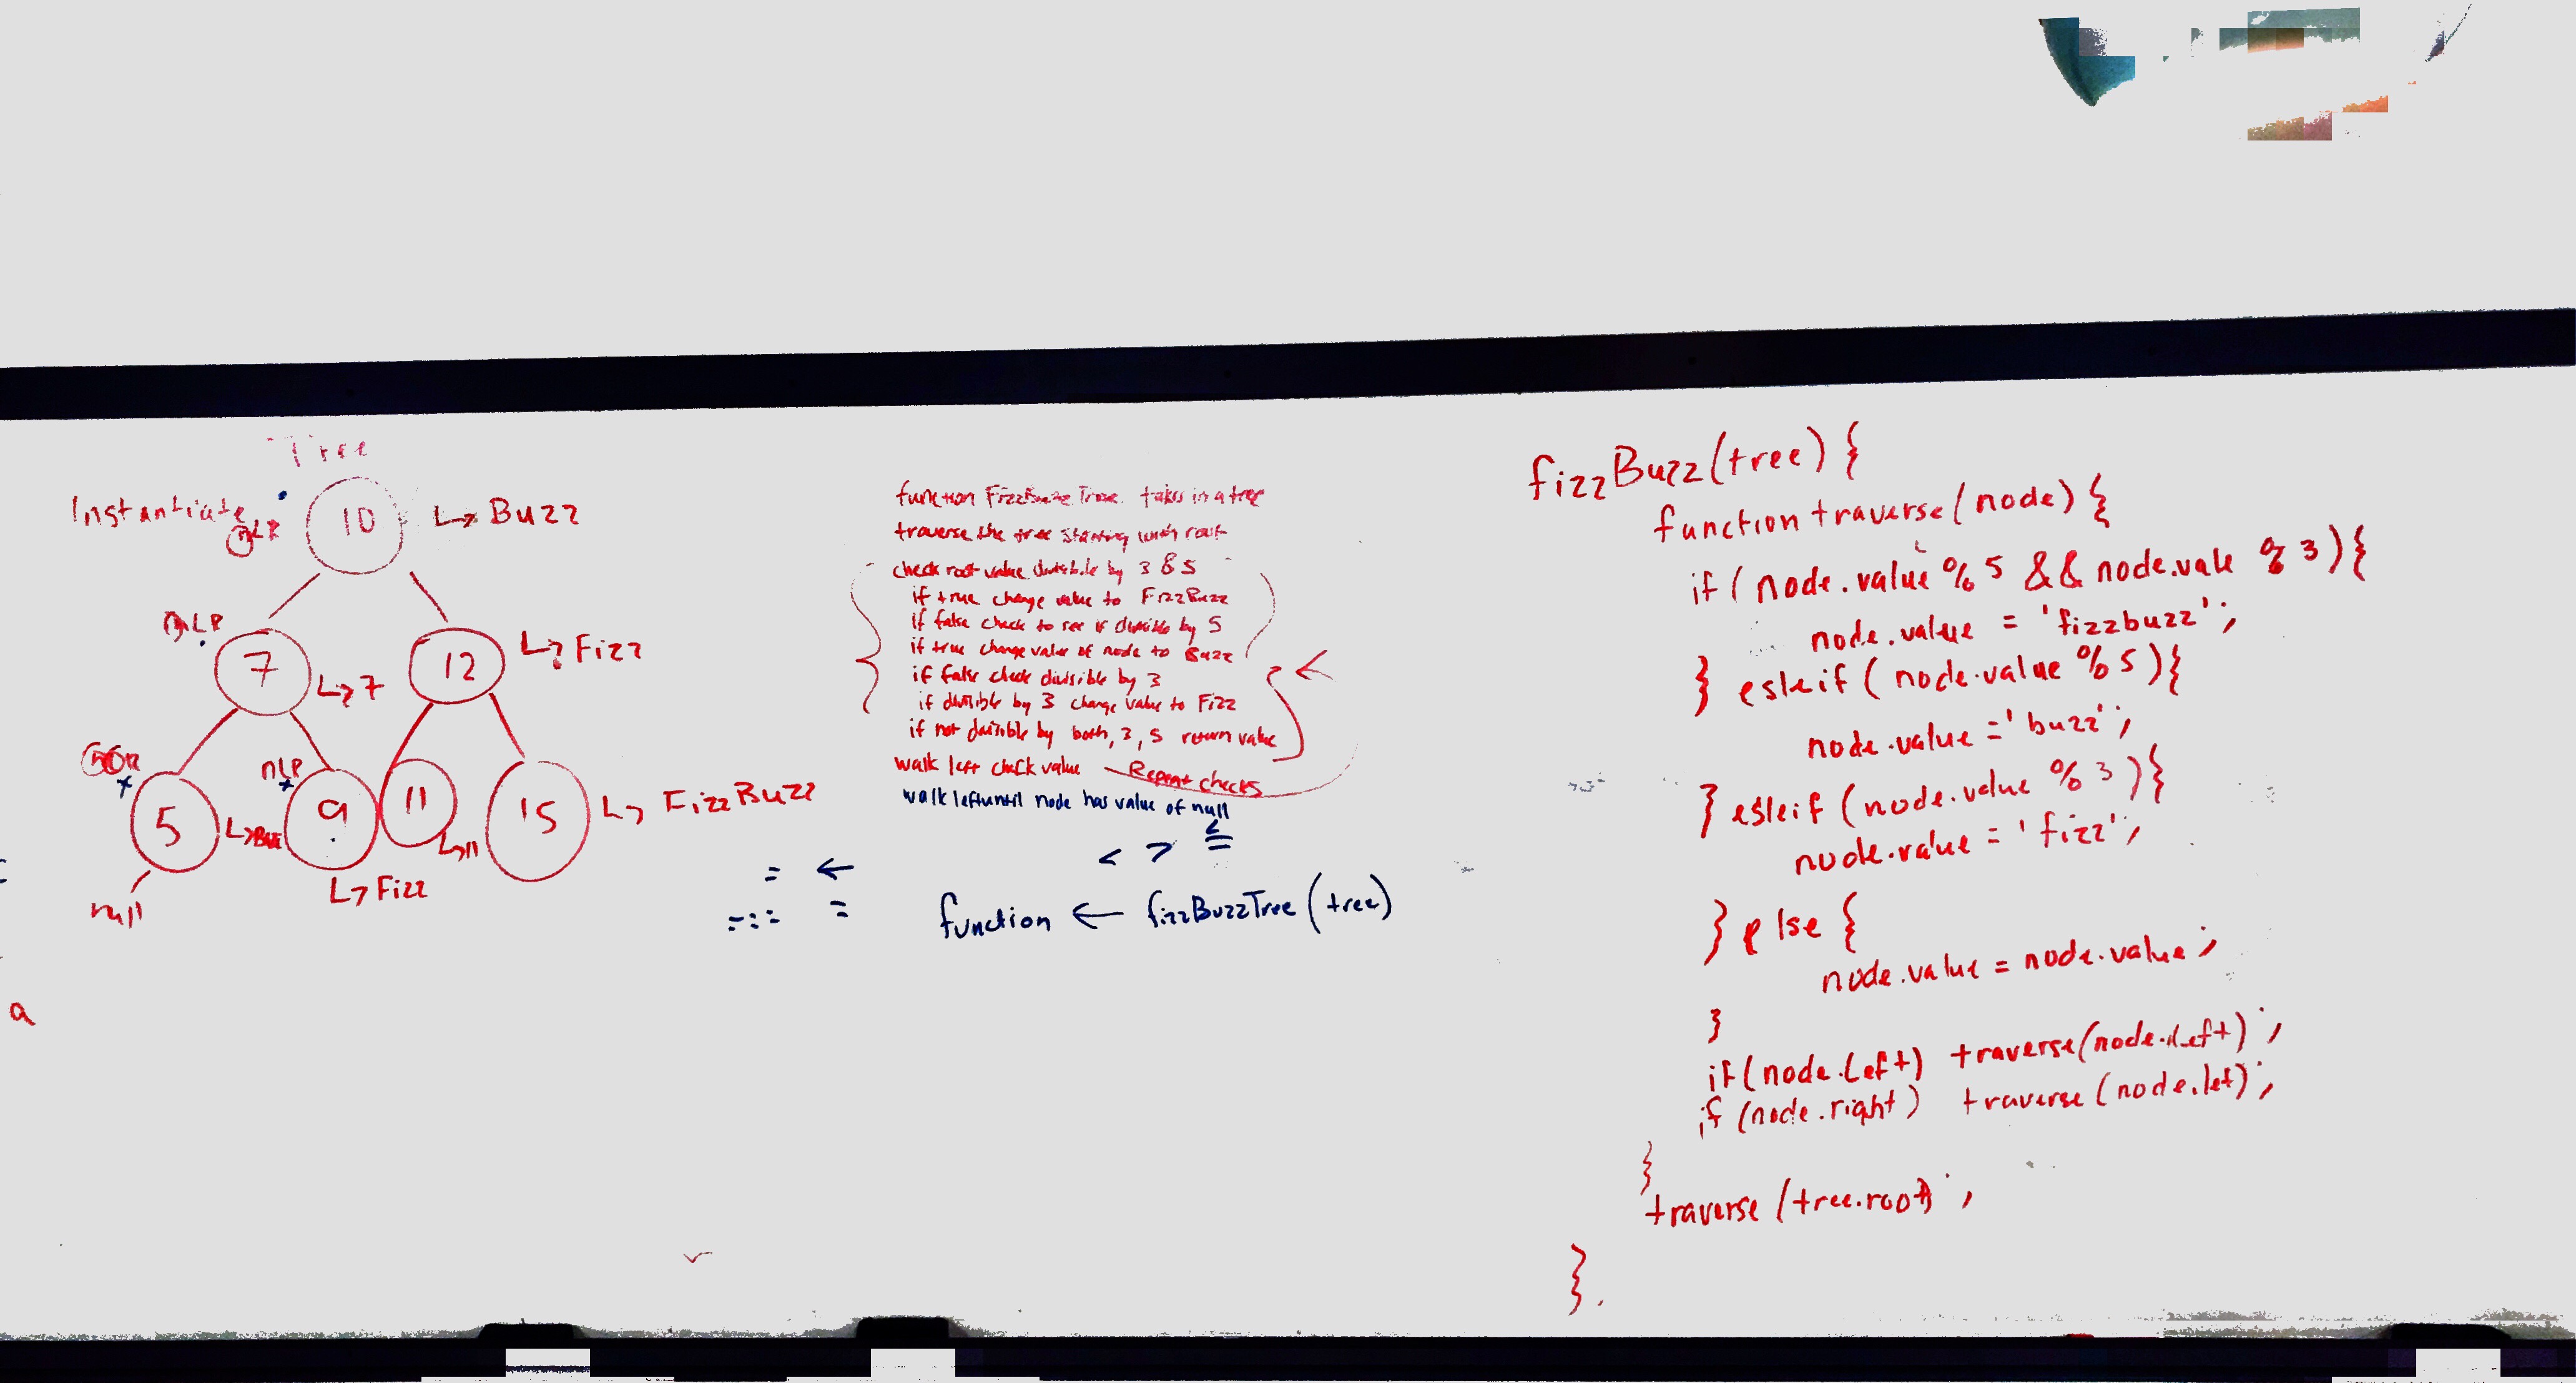 Tree
Instantiate
nLR
10
L> Buzz
nLR
7
L> 7
12
L> Fizz
nLR
5
9
L> Fizz
11
L> 11
15
L> FizzBuzz
null
a
function FizzBuzz Tree takes in a tree
traverse the tree starting with root
check root value divisible by 3 & 5
if true change value to FizzBuzz
if false check to see if divisible by 5
if true change value of node to Buzz
if false check divisible by 3
if divisible by 3 change value to Fizz
if not divisible by both, 3, 5 return value
walk left check value Repeat checks
walk left until node has value of null
< > ≤
= ←
=
function ← fizzBuzzTree(tree)
fizzBuzz(tree){
function traverse(node){
if(node.value % 5 && node.vale % 3){
node.value = 'fizzbuzz';
} esleif(node.value % 5){
node.value = 'buzz';
} esleif(node.value % 3){
node.value = 'fizz';
} else {
node.value = node.value;
}
if(node.left) traverse(node.left);
if(node.right) traverse(node.let);
}
traverse(tree.root);
}.